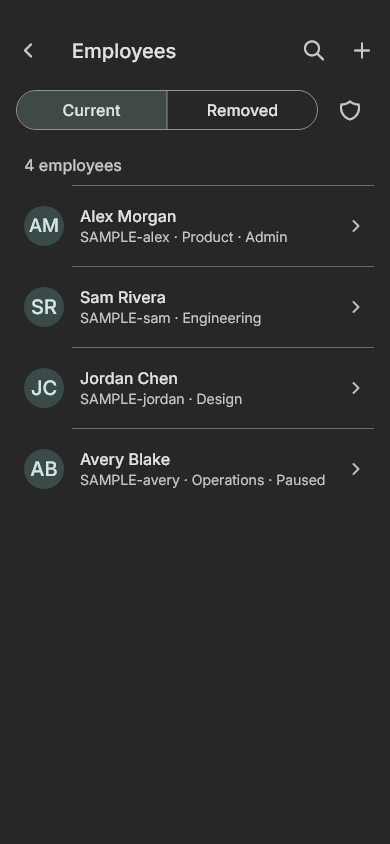 Employees
Current
Removed
4 employees
AM
Alex Morgan
SAMPLE-alex · Product · Admin
SR
Sam Rivera
SAMPLE-sam · Engineering
JC
Jordan Chen
SAMPLE-jordan · Design
AB
Avery Blake
SAMPLE-avery · Operations · Paused